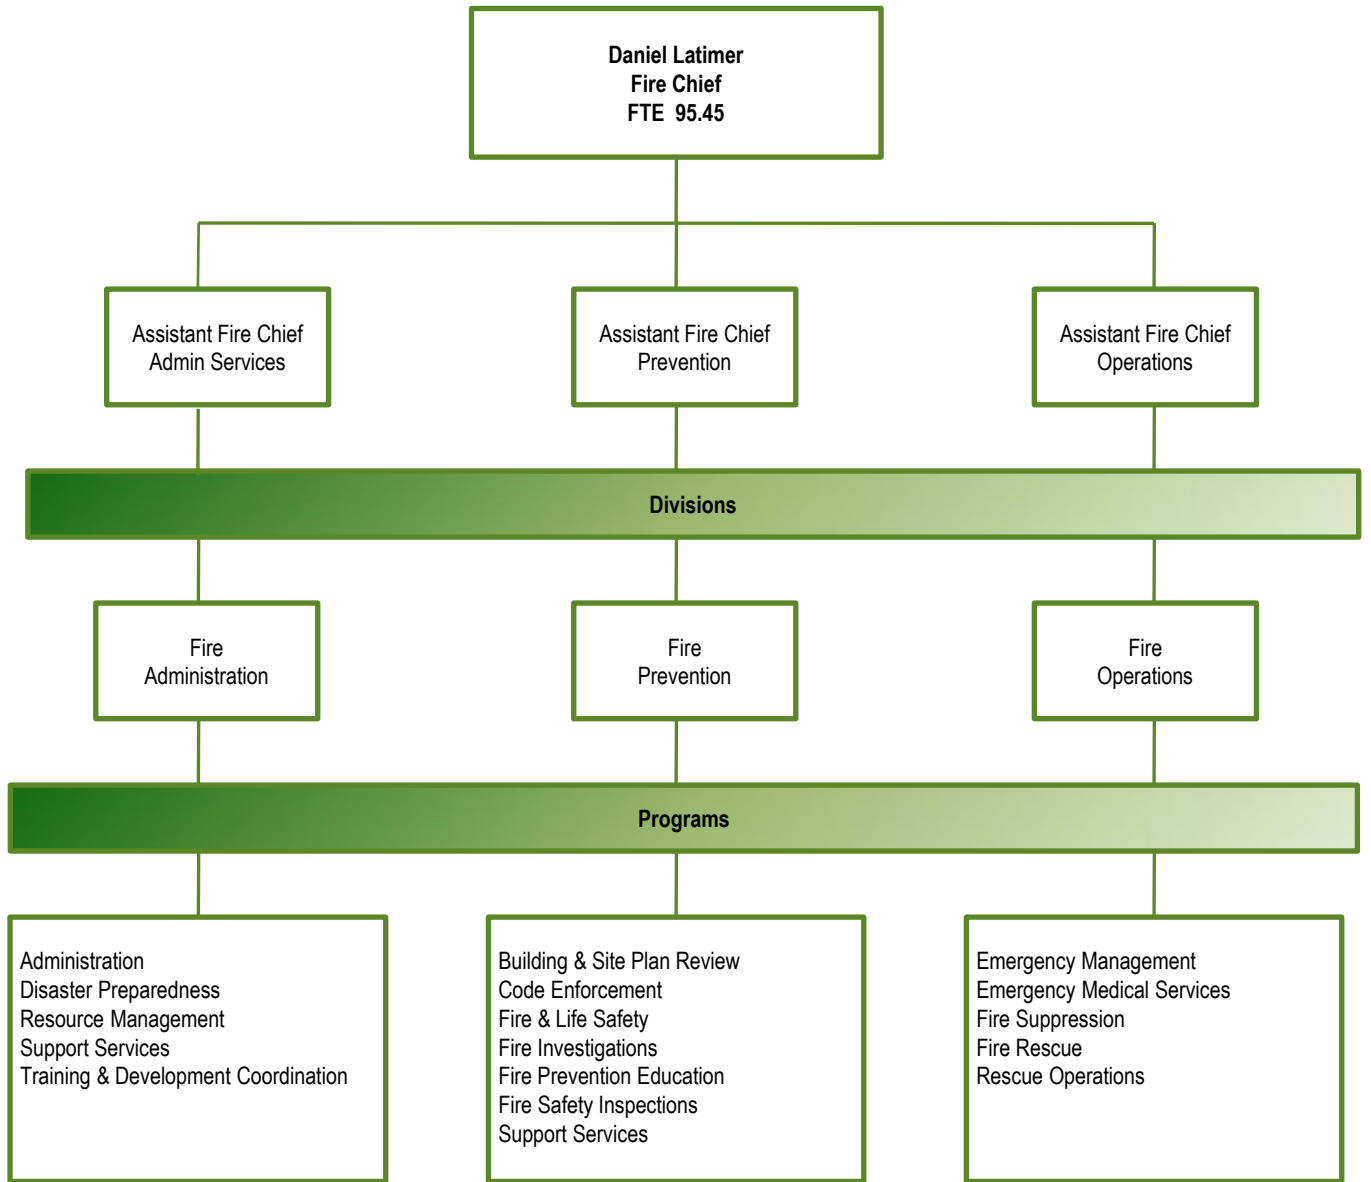 Daniel Latimer
Fire Chief
FTE 95.45
Assistant Fire Chief
Admin Services
Assistant Fire Chief
Prevention
Assistant Fire Chief
Operations
Divisions
Fire
Administration
Fire
Prevention
Fire
Operations
Programs
Administration
Disaster Preparedness
Resource Management
Support Services
Training & Development Coordination
Building & Site Plan Review
Code Enforcement
Fire & Life Safety
Fire Investigations
Fire Prevention Education
Fire Safety Inspections
Support Services
Emergency Management
Emergency Medical Services
Fire Suppression
Fire Rescue
Rescue Operations